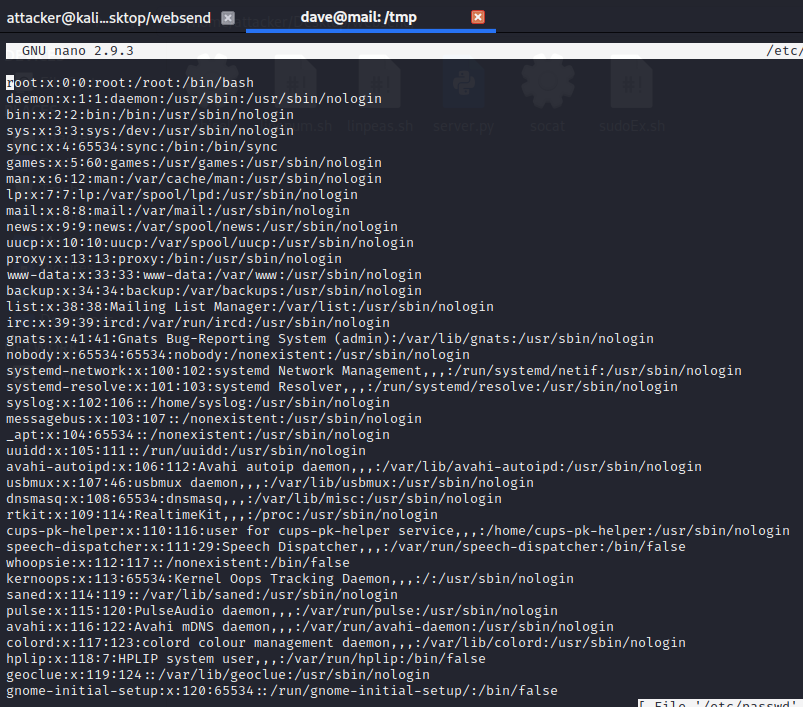 attacker@kali...sktop/websend dave@mail: /tmp
GNU nano 2.9.3 /etc/
root:x:0:0:root:/root:/bin/bash
daemon:x:1:1:daemon:/usr/sbin:/usr/sbin/nologin
bin:x:2:2:bin:/bin:/usr/sbin/nologin
sys:x:3:3:sys:/dev:/usr/sbin/nologin
sync:x:4:65534:sync:/bin:/bin/sync
games:x:5:60:games:/usr/games:/usr/sbin/nologin
man:x:6:12:man:/var/cache/man:/usr/sbin/nologin
lp:x:7:7:lp:/var/spool/lpd:/usr/sbin/nologin
mail:x:8:8:mail:/var/mail:/usr/sbin/nologin
news:x:9:9:news:/var/spool/news:/usr/sbin/nologin
uucp:x:10:10:uucp:/var/spool/uucp:/usr/sbin/nologin
proxy:x:13:13:proxy:/bin:/usr/sbin/nologin
www-data:x:33:33:www-data:/var/www:/usr/sbin/nologin
backup:x:34:34:backup:/var/backups:/usr/sbin/nologin
list:x:38:38:Mailing List Manager:/var/list:/usr/sbin/nologin
irc:x:39:39:ircd:/var/run/ircd:/usr/sbin/nologin
gnats:x:41:41:Gnats Bug-Reporting System (admin):/var/lib/gnats:/usr/sbin/nologin
nobody:x:65534:65534:nobody:/nonexistent:/usr/sbin/nologin
systemd-network:x:100:102:systemd Network Management,,,:/run/systemd/netif:/usr/sbin/nologin
systemd-resolve:x:101:103:systemd Resolver,,,:/run/systemd/resolve:/usr/sbin/nologin
syslog:x:102:106::/home/syslog:/usr/sbin/nologin
messagebus:x:103:107::/nonexistent:/usr/sbin/nologin
_apt:x:104:65534::/nonexistent:/usr/sbin/nologin
uuidd:x:105:111::/run/uuidd:/usr/sbin/nologin
avahi-autoipd:x:106:112:Avahi autoip daemon,,,:/var/lib/avahi-autoipd:/usr/sbin/nologin
usbmux:x:107:46:usbmux daemon,,,:/var/lib/usbmux:/usr/sbin/nologin
dnsmasq:x:108:65534:dnsmasq,,,:/var/lib/misc:/usr/sbin/nologin
rtkit:x:109:114:RealtimeKit,,,:/proc:/usr/sbin/nologin
cups-pk-helper:x:110:116:user for cups-pk-helper service,,,:/home/cups-pk-helper:/usr/sbin/nologin
speech-dispatcher:x:111:29:Speech Dispatcher,,,:/var/run/speech-dispatcher:/bin/false
whoopsie:x:112:117::/nonexistent:/bin/false
kernoops:x:113:65534:Kernel Oops Tracking Daemon,,,:/:/usr/sbin/nologin
saned:x:114:119::/var/lib/saned:/usr/sbin/nologin
pulse:x:115:120:PulseAudio daemon,,,:/var/run/pulse:/usr/sbin/nologin
avahi:x:116:122:Avahi mDNS daemon,,,:/var/run/avahi-daemon:/usr/sbin/nologin
colord:x:117:123:colord colour management daemon,,,:/var/lib/colord:/usr/sbin/nologin
hplip:x:118:7:HPLIP system user,,,:/var/run/hplip:/bin/false
geoclue:x:119:124::/var/lib/geoclue:/usr/sbin/nologin
gnome-initial-setup:x:120:65534::/run/gnome-initial-setup/:/bin/false
[ File '/etc/passwd'